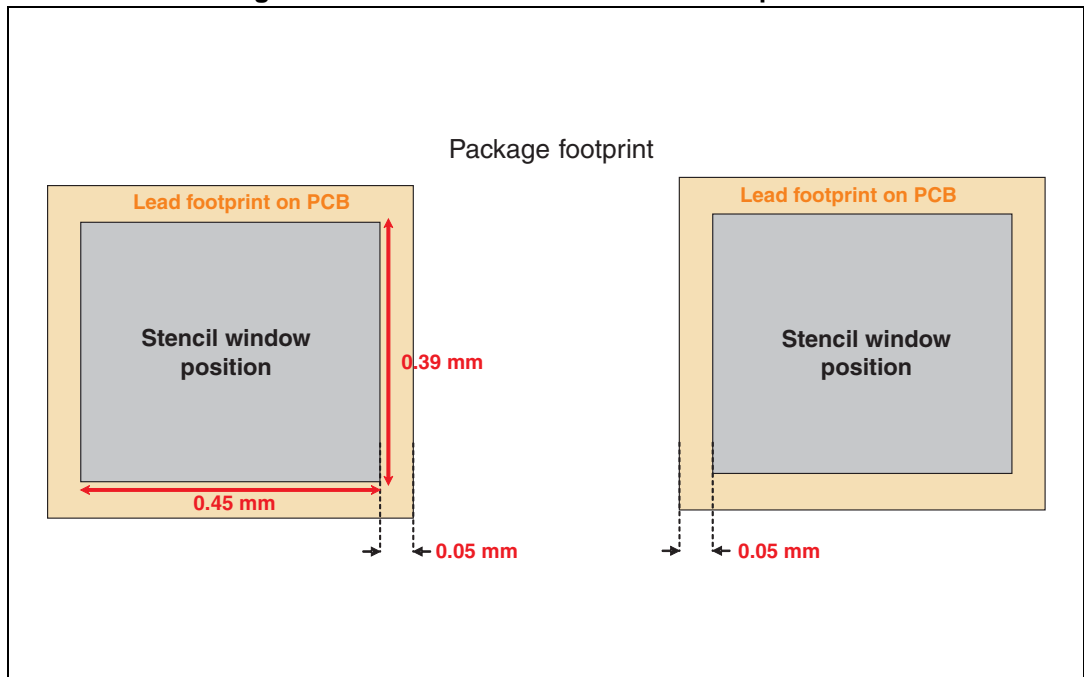 Package footprint
Lead footprint on PCB
Lead footprint on PCB
Stencil window
position
Stencil window
position
0.39 mm
0.45 mm
0.05 mm
0.05 mm